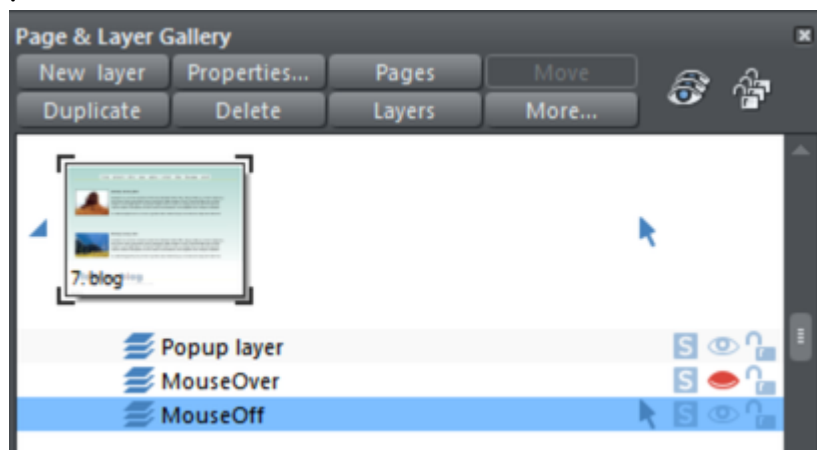 Page & Layer Gallery
New layer Properties... Pages Move
Duplicate Delete Layers More...
7. blog
Popup layer S
MouseOver S
MouseOff S